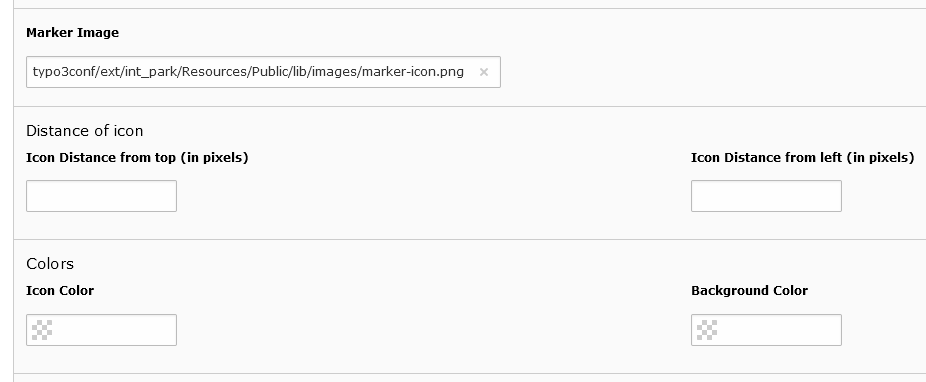 Marker Image
typo3conf/ext/int_park/Resources/Public/lib/images/marker-icon.png ×
Distance of icon
Icon Distance from top (in pixels) Icon Distance from left (in pixels)
Colors
Icon Color Background Color